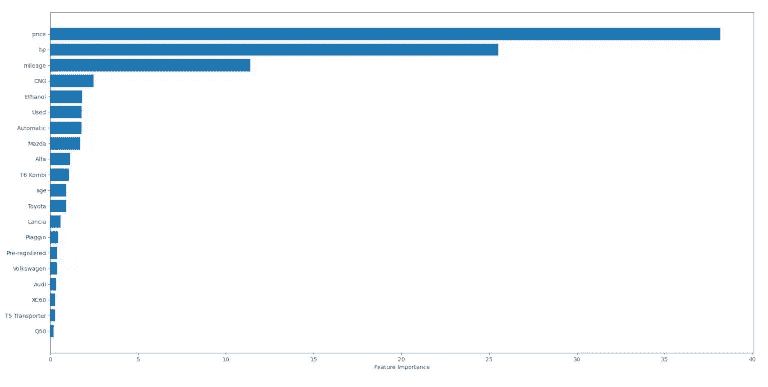 price
hp
mileage
CNG
Ethanol
Used
Automatic
Mazda
Alfa
T6 Kombi
age
Toyota
Lancia
Piaggio
Pre-registered
Volkswagen
Audi
XC60
T5 Transporter
Q50
0 5 10 15 20 25 30 35 40
Feature Importance